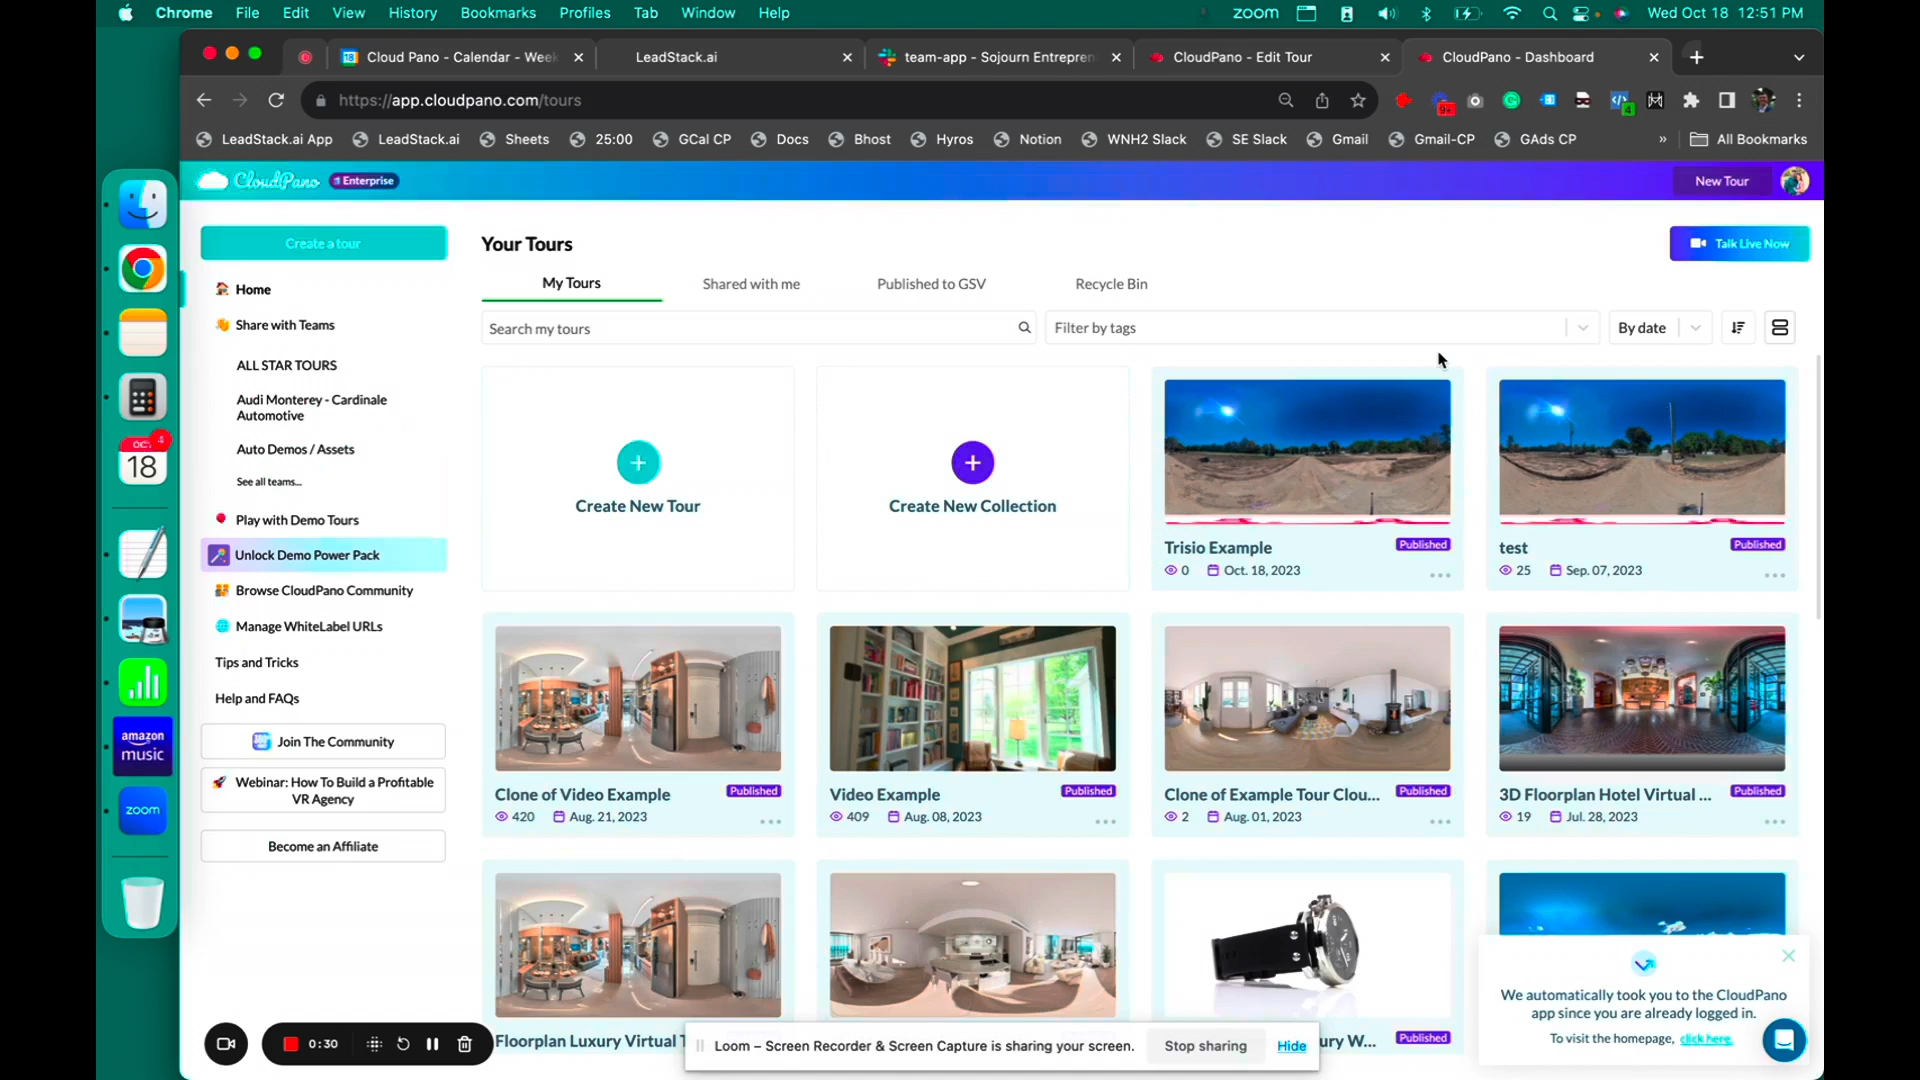 Chrome File Edit View History Bookmarks Profiles Tab Window Help
zoom Wed Oct 18 12:51 PM
18 Cloud Pano - Calendar - Week
LeadStack.ai
team-app - Sojourn Entrepren
CloudPano - Edit Tour
CloudPano - Dashboard
https://app.cloudpano.com/tours
9+
4
LeadStack.ai App
LeadStack.ai
Sheets
25:00
GCal CP
Docs
Bhost
Hyros
Notion
WNH2 Slack
SE Slack
Gmail
Gmail-CP
GAds CP
»
All Bookmarks
CloudPano
Enterprise
New Tour
Create a tour
Home
Share with Teams
ALL STAR TOURS
Audi Monterey - Cardinale
Automotive
Auto Demos / Assets
See all teams...
Play with Demo Tours
Unlock Demo Power Pack
Browse CloudPano Community
Manage WhiteLabel URLs
Tips and Tricks
Help and FAQs
Join The Community
Webinar: How To Build a Profitable
VR Agency
Become an Affiliate
OCT
4
18
amazon
music
zoom
Your Tours
Talk Live Now
My Tours
Shared with me
Published to GSV
Recycle Bin
Search my tours
Filter by tags
By date
Create New Tour
Create New Collection
Trisio Example
Published
0 Oct. 18, 2023
test
Published
25 Sep. 07, 2023
Clone of Video Example
Published
420 Aug. 21, 2023
Video Example
Published
409 Aug. 08, 2023
Clone of Example Tour Clou...
Published
2 Aug. 01, 2023
3D Floorplan Hotel Virtual ...
Published
19 Jul. 28, 2023
Floorplan Luxury Virtual T
ury W...
Published
0:30
Loom – Screen Recorder & Screen Capture is sharing your screen.
Stop sharing
Hide
We automatically took you to the CloudPano
app since you are already logged in.
To visit the homepage, click here.